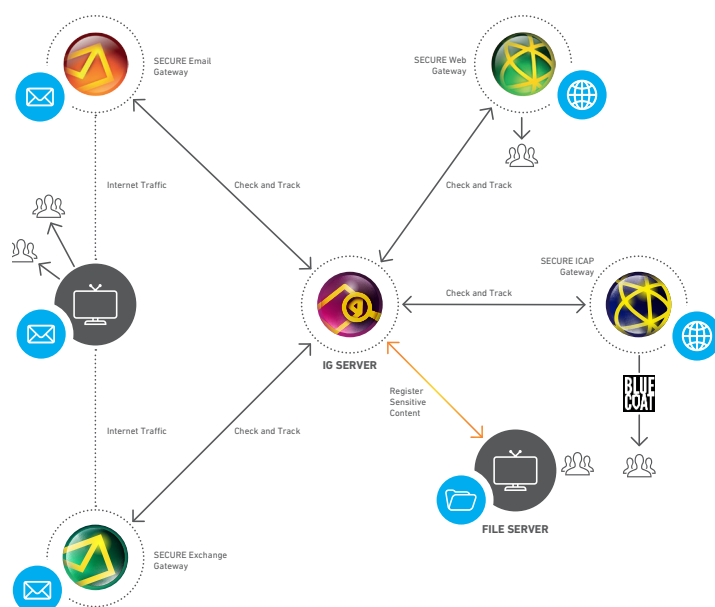 SECURE Email
Gateway
SECURE Web
Gateway
Internet Traffic
Check and Track
Check and Track
SECURE ICAP
Gateway
Check and Track
IG SERVER
Register
Sensitive
Content
BLUE
COAT
Internet Traffic
Check and Track
FILE SERVER
SECURE Exchange
Gateway